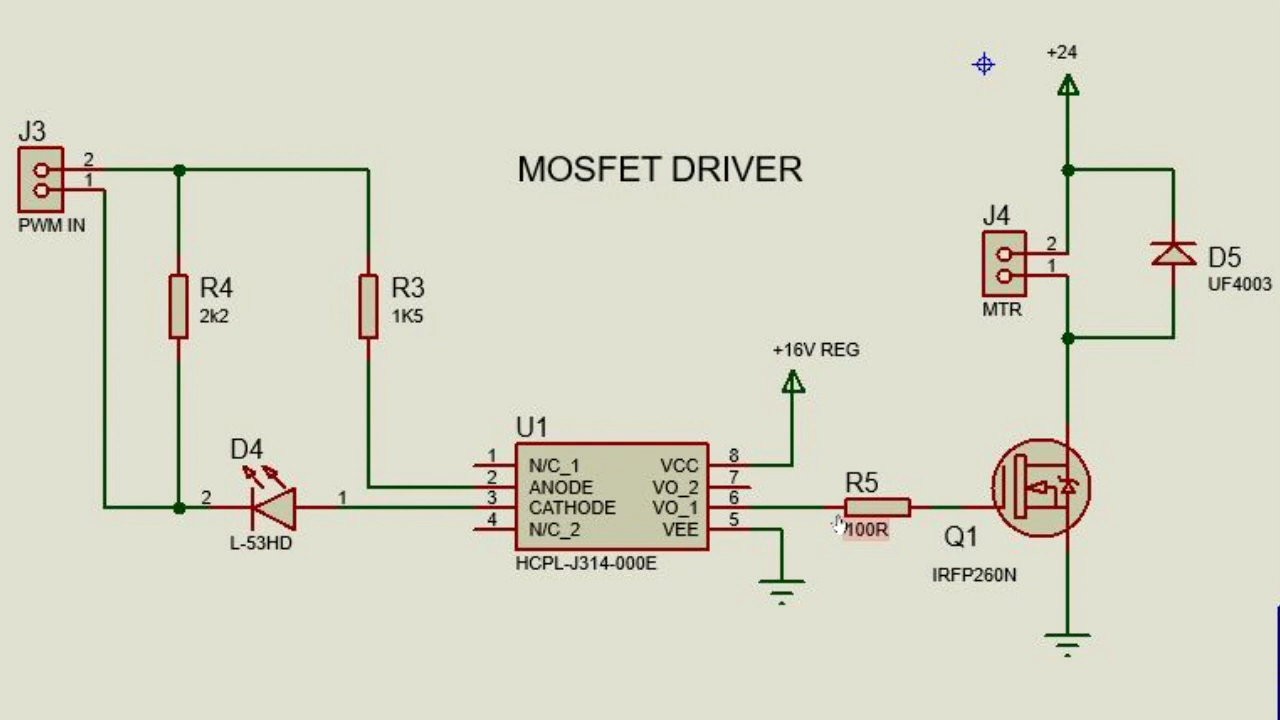 +24
J3
2
1
PWM IN
MOSFET DRIVER
J4
2
1
MTR
D5
UF4003
R4
2k2
R3
1K5
+16V REG
D4
2
1
L-53HD
U1
1 N/C_1 VCC 8
2 ANODE VO_2 7
3 CATHODE VO_1 6
4 N/C_2 VEE 5
HCPL-J314-000E
R5
100R
Q1
IRFP260N